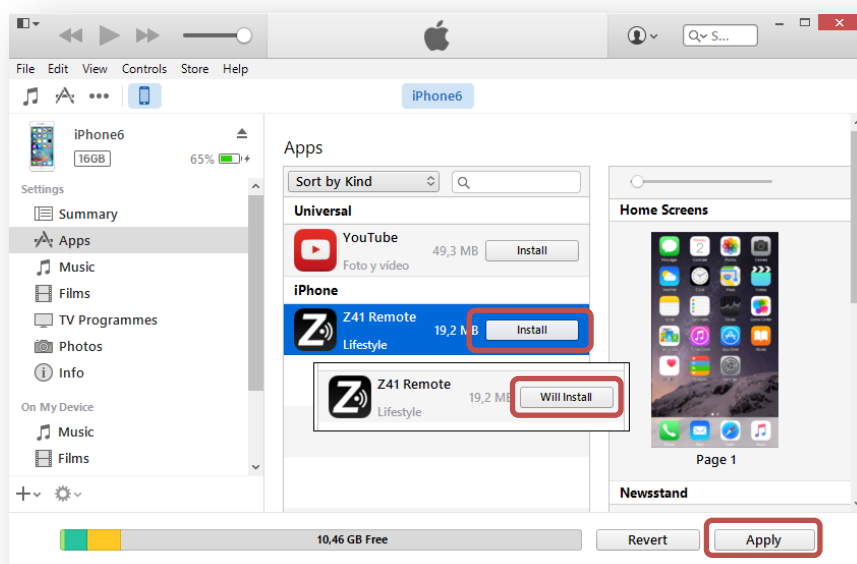 S...
File Edit View Controls Store Help
iPhone6
iPhone6
16GB
65%
Settings
Summary
Apps
Music
Films
TV Programmes
Photos
Info
On My Device
Music
Films
Apps
Sort by Kind
Universal
YouTube
49,3 MB
Install
Foto y vídeo
iPhone
Z41 Remote
19,2 MB
Install
Lifestyle
Z41 Remote
19,2 MB
Will Install
Lifestyle
Home Screens
Page 1
Newsstand
10,46 GB Free
Revert
Apply